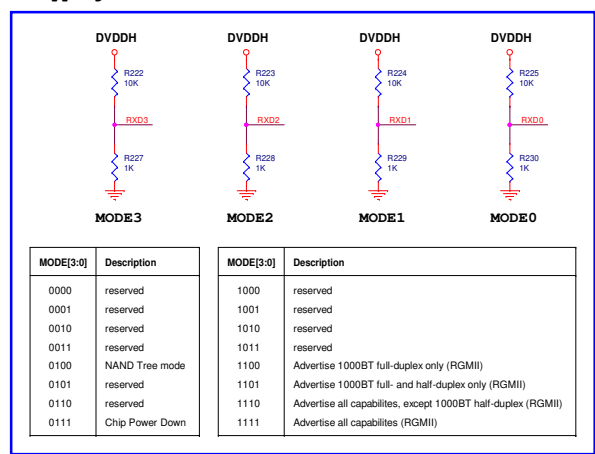 DVDDH DVDDH DVDDH DVDDH
R222 R223 R224 R225
10K 10K 10K 10K
RXD3 RXD2 RXD1 RXD0
R227 R228 R229 R230
1K 1K 1K 1K
MODE3 MODE2 MODE1 MODE0
MODE[3:0] Description MODE[3:0] Description
0000 reserved 1000 reserved
0001 reserved 1001 reserved
0010 reserved 1010 reserved
0011 reserved 1011 reserved
0100 NAND Tree mode 1100 Advertise 1000BT full-duplex only (RGMII)
0101 reserved 1101 Advertise 1000BT full- and half-duplex only (RGMII)
0110 reserved 1110 Advertise all capabilites, except 1000BT half-duplex (RGMII)
0111 Chip Power Down 1111 Advertise all capabilites (RGMII)